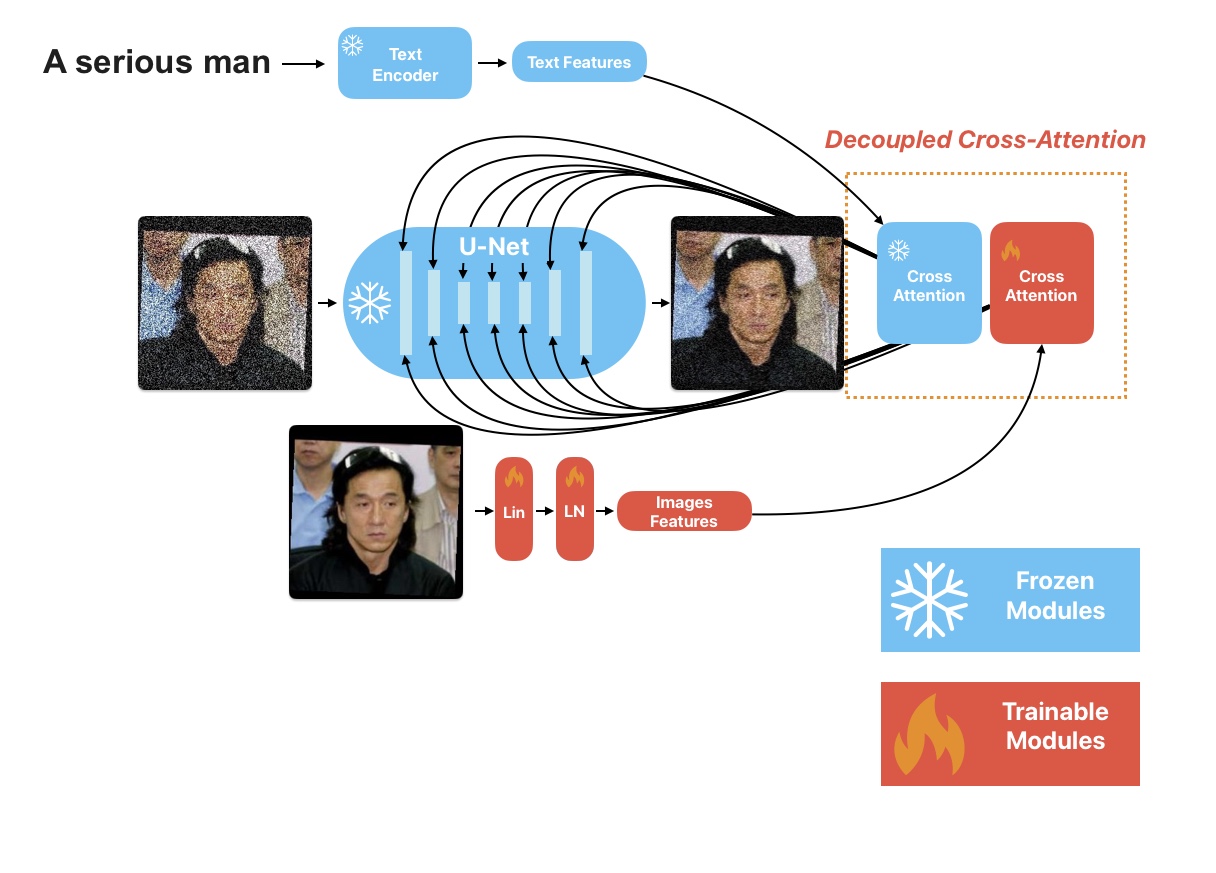 A serious man
Text
Encoder
Text Features
Decoupled Cross-Attention
U-Net
Cross
Attention
Cross
Attention
Lin
LN
Images
Features
Frozen
Modules
Trainable
Modules